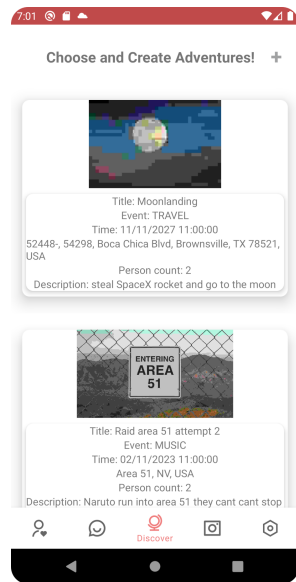 7:01
Choose and Create Adventures! +
Title: Moonlanding
Event: TRAVEL
Time: 11/11/2027 11:00:00
52448-, 54298, Boca Chica Blvd, Brownsville, TX 78521,
USA
Person count: 2
Description: steal SpaceX rocket and go to the moon
ENTERING
AREA
51
Title: Raid area 51 attempt 2
Event: MUSIC
Time: 02/11/2023 11:00:00
Area 51, NV, USA
Person count: 2
Description: Naruto run into area 51 they cant cant stop
Discover